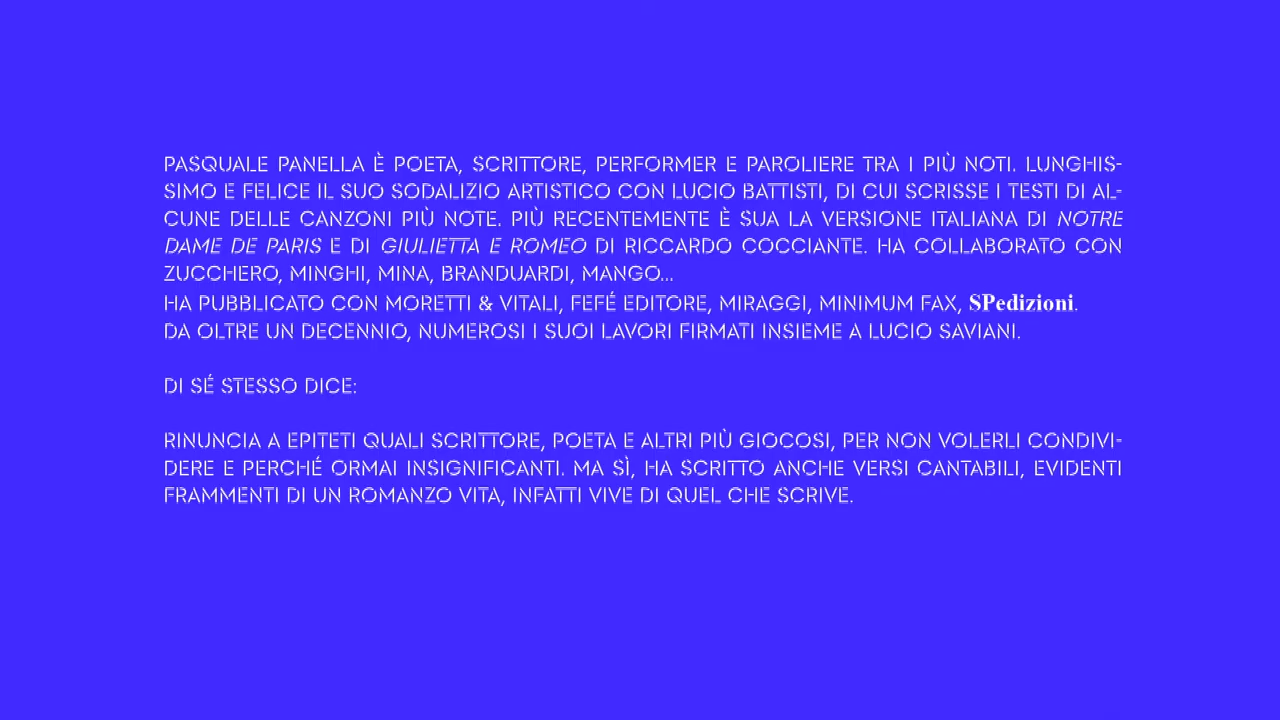 PASQUALE PANELLA È POETA, SCRITTORE, PERFORMER E PAROLIERE TRA I PIÙ NOTI. LUNGHIS-
SIMO E FELICE IL SUO SODALIZIO ARTISTICO CON LUCIO BATTISTI, DI CUI SCRISSE I TESTI DI AL-
CUNE DELLE CANZONI PIÙ NOTE. PIÙ RECENTEMENTE È SUA LA VERSIONE ITALIANA DI NOTRE
DAME DE PARIS E DI GIULIETTA E ROMEO DI RICCARDO COCCIANTE. HA COLLABORATO CON
ZUCCHERO, MINGHI, MINA, BRANDUARDI, MANGO...
HA PUBBLICATO CON MORETTI & VITALI, FEFÉ EDITORE, MIRAGGI, MINIMUM FAX, SPedizioni.
DA OLTRE UN DECENNIO, NUMEROSI I SUOI LAVORI FIRMATI INSIEME A LUCIO SAVIANI.
DI SÉ STESSO DICE:
RINUNCIA A EPITETI QUALI SCRITTORE, POETA E ALTRI PIÙ GIOCOSI, PER NON VOLERLI CONDIVI-
DERE E PERCHÉ ORMAI INSIGNIFICANTI. MA SÌ, HA SCRITTO ANCHE VERSI CANTABILI, EVIDENTI
FRAMMENTI DI UN ROMANZO VITA, INFATTI VIVE DI QUEL CHE SCRIVE.